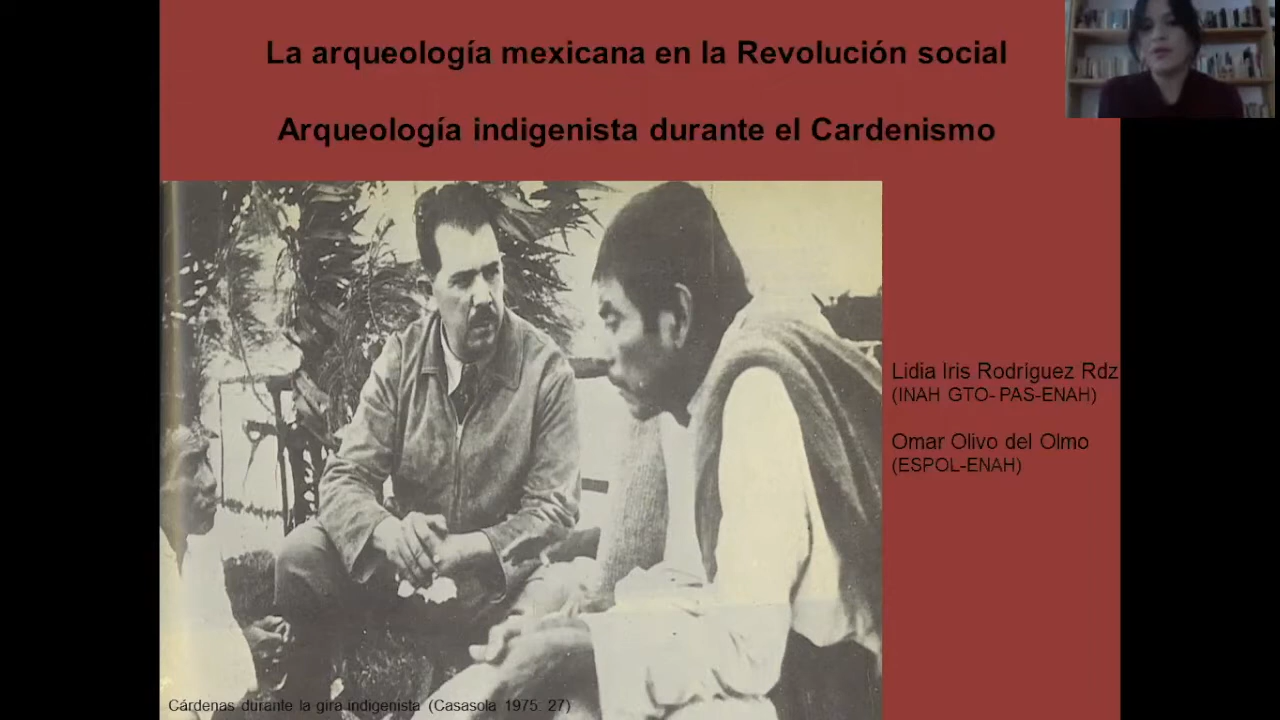 La arqueología mexicana en la Revolución social
Arqueología indigenista durante el Cardenismo
Lidia Iris Rodríguez Rdz
(INAH GTO- PAS-ENAH)
Omar Olivo del Olmo
(ESPOL-ENAH)
Cárdenas durante la gira indigenista (Casasola 1975: 27)